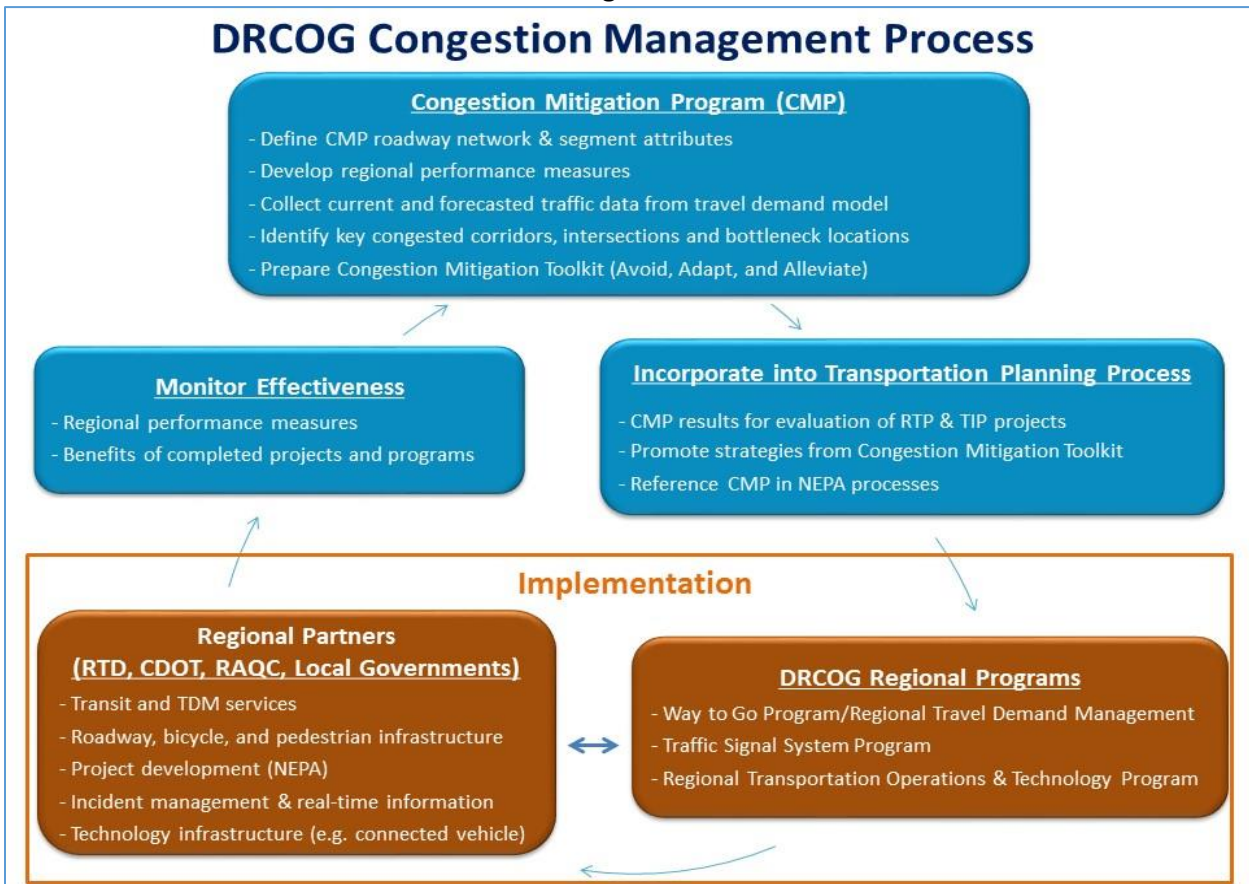 DRCOG Congestion Management Process
Congestion Mitigation Program (CMP)
- Define CMP roadway network & segment attributes
- Develop regional performance measures
- Collect current and forecasted traffic data from travel demand model
- Identify key congested corridors, intersections and bottleneck locations
- Prepare Congestion Mitigation Toolkit (Avoid, Adapt, and Alleviate)
Monitor Effectiveness
- Regional performance measures
- Benefits of completed projects and programs
Incorporate into Transportation Planning Process
- CMP results for evaluation of RTP & TIP projects
- Promote strategies from Congestion Mitigation Toolkit
- Reference CMP in NEPA processes
Implementation
Regional Partners
(RTD, CDOT, RAQC, Local Governments)
- Transit and TDM services
- Roadway, bicycle, and pedestrian infrastructure
- Project development (NEPA)
- Incident management & real-time information
- Technology infrastructure (e.g. connected vehicle)
DRCOG Regional Programs
- Way to Go Program/Regional Travel Demand Management
- Traffic Signal System Program
- Regional Transportation Operations & Technology Program